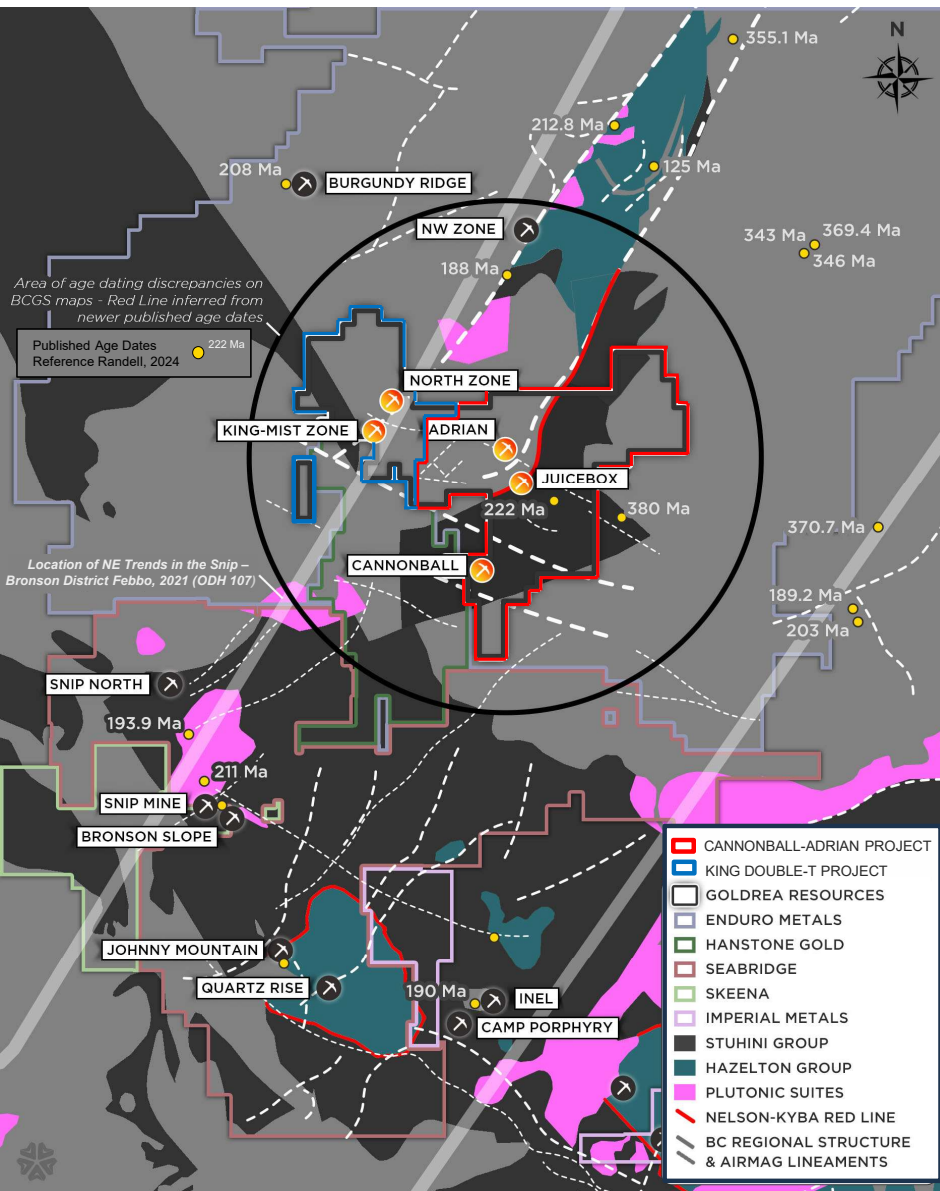 N
355.1 Ma
212.8 Ma
125 Ma
208 Ma
BURGUNDY RIDGE
NW ZONE
369.4 Ma
343 Ma
346 Ma
188 Ma
Area of age dating discrepancies on
BCGS maps - Red Line inferred from
newer published age dates
Published Age Dates
Reference Randell, 2024
222 Ma
NORTH ZONE
KING-MIST ZONE
ADRIAN
JUICEBOX
222 Ma
380 Ma
370.7 Ma
CANNONBALL
Location of NE Trends in the Snip –
Bronson District Febbo, 2021 (ODH 107)
189.2 Ma
203 Ma
SNIP NORTH
193.9 Ma
211 Ma
SNIP MINE
BRONSON SLOPE
JOHNNY MOUNTAIN
QUARTZ RISE
190 Ma
INEL
CAMP PORPHYRY
CANNONBALL-ADRIAN PROJECT
KING DOUBLE-T PROJECT
GOLDREA RESOURCES
ENDURO METALS
HANSTONE GOLD
SEABRIDGE
SKEENA
IMPERIAL METALS
STUHINI GROUP
HAZELTON GROUP
PLUTONIC SUITES
NELSON-KYBA RED LINE
BC REGIONAL STRUCTURE
& AIRMAG LINEAMENTS